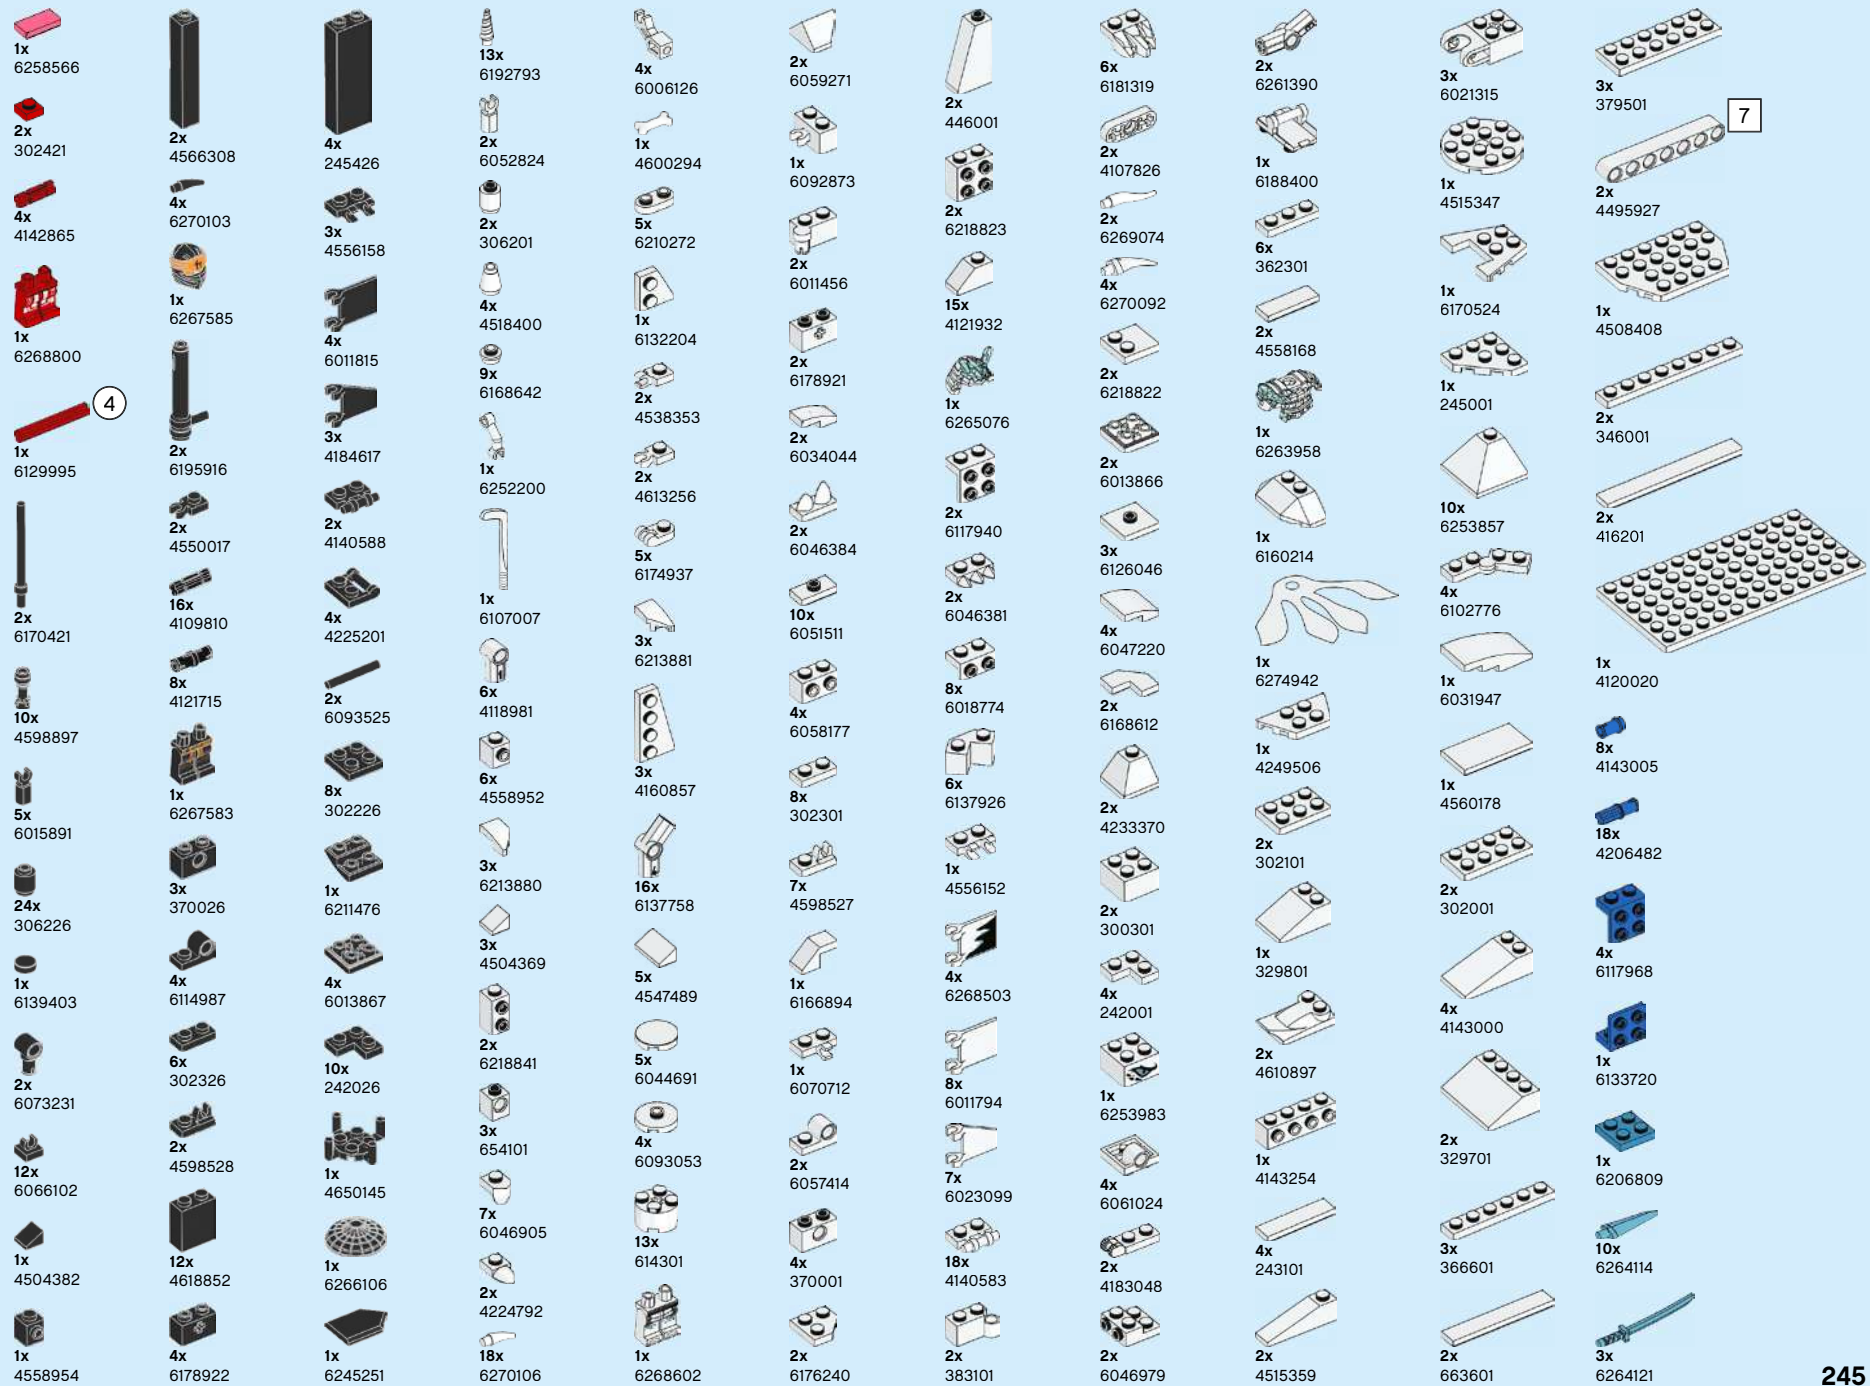 1x
6258566
2x
302421
4x
4142865
1x
6268800
4
1x
6129995
2x
6170421
10x
4598897
5x
6015891
24x
306226
1x
6139403
2x
6073231
12x
6066102
1x
4504382
1x
4558954
2x
4566308
4x
6270103
1x
6267585
2x
6195916
2x
4550017
16x
4109810
8x
4121715
1x
6267583
3x
370026
4x
6114987
6x
302326
2x
4598528
12x
4618852
4x
6178922
4x
245426
3x
4556158
4x
6011815
3x
4184617
2x
4140588
4x
4225201
2x
6093525
8x
302226
1x
6211476
4x
6013867
10x
242026
1x
4650145
1x
6266106
1x
6245251
13x
6192793
2x
6052824
2x
306201
4x
4518400
9x
6168642
1x
6252200
1x
6107007
6x
4118981
6x
4558952
3x
6213880
3x
4504369
2x
6218841
3x
654101
7x
6046905
2x
4224792
18x
6270106
4x
6006126
1x
4600294
5x
6210272
1x
6132204
2x
4538353
2x
4613256
5x
6174937
3x
6213881
3x
4160857
16x
6137758
5x
4547489
5x
6044691
4x
6093053
13x
614301
1x
6268602
2x
6059271
1x
6092873
2x
6011456
2x
6178921
2x
6034044
2x
6046384
10x
6051511
4x
6058177
8x
302301
7x
4598527
1x
6166894
1x
6070712
2x
6057414
4x
370001
2x
6176240
2x
446001
2x
6218823
15x
4121932
1x
6265076
2x
6117940
2x
6046381
8x
6018774
6x
6137926
1x
4556152
4x
6268503
8x
6011794
7x
6023099
18x
4140583
2x
383101
6x
6181319
2x
4107826
2x
6269074
4x
6270092
2x
6218822
2x
6013866
3x
6126046
4x
6047220
2x
6168612
2x
4233370
2x
300301
4x
242001
1x
6253983
4x
6061024
2x
4183048
2x
6046979
2x
6261390
1x
6188400
6x
362301
2x
4558168
1x
6263958
1x
6160214
1x
6274942
1x
4249506
2x
302101
1x
329801
2x
4610897
1x
4143254
4x
243101
2x
4515359
3x
6021315
1x
4515347
1x
6170524
1x
245001
10x
6253857
4x
6102776
1x
6031947
1x
4560178
2x
302001
4x
4143000
2x
329701
3x
366601
2x
663601
3x
379501
7
2x
4495927
1x
4508408
2x
346001
2x
416201
1x
4120020
8x
4143005
18x
4206482
4x
6117968
1x
6133720
1x
6206809
10x
6264114
3x
6264121
245